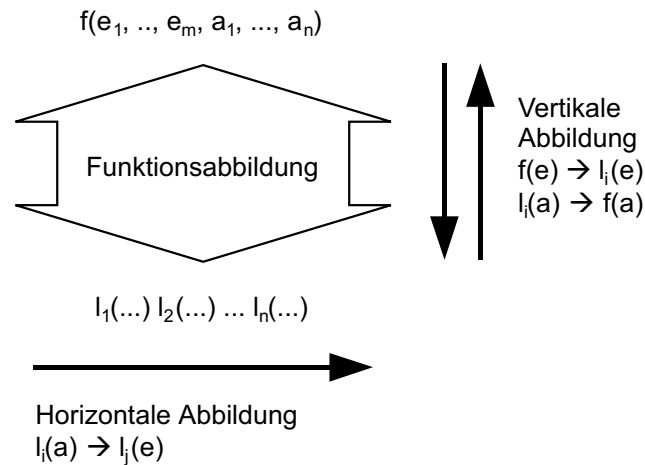 f(e₁, .., eₘ, a₁, ..., aₙ)
Funktionsabbildung
Vertikale
Abbildung
f(e) → lᵢ(e)
lᵢ(a) → f(a)
l₁(...) l₂(...) ... lₙ(...)
Horizontale Abbildung
lᵢ(a) → lⱼ(e)